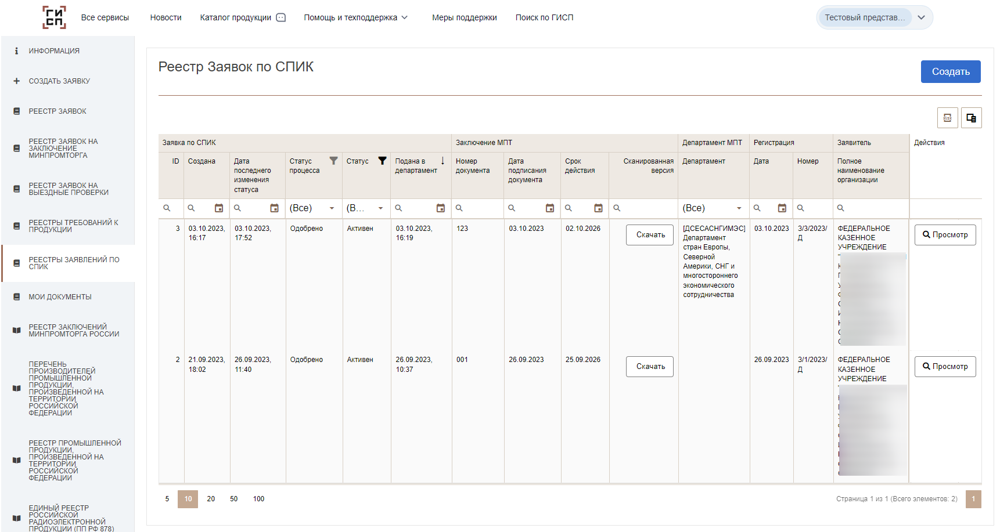 ГИ
СП
Все сервисы
Новости
Каталог продукции
Помощь и техподдержка
Меры поддержки
Поиск по ГИСП
Тестовый представ...
ИНФОРМАЦИЯ
СОЗДАТЬ ЗАЯВКУ
РЕЕСТР ЗАЯВОК
РЕЕСТР ЗАЯВОК НА
ЗАКЛЮЧЕНИЕ
МИНПРОМТОРГА
РЕЕСТР ЗАЯВОК НА
ВЫЕЗДНЫЕ ПРОВЕРКИ
РЕЕСТРЫ ТРЕБОВАНИЙ К
ПРОДУКЦИИ
РЕЕСТРЫ ЗАЯВЛЕНИЙ ПО
СПИК
МОИ ДОКУМЕНТЫ
РЕЕСТР ЗАКЛЮЧЕНИЙ
МИНПРОМТОРГА РОССИИ
ПЕРЕЧЕНЬ
ПРОИЗВОДИТЕЛЕЙ
ПРОМЫШЛЕННОЙ
ПРОДУКЦИИ,
ПРОИЗВЕДЕННОЙ НА
ТЕРРИТОРИИ
РОССИЙСКОЙ
ФЕДЕРАЦИИ
РЕЕСТР ПРОМЫШЛЕННОЙ
ПРОДУКЦИИ,
ПРОИЗВЕДЕННОЙ НА
ТЕРРИТОРИИ
РОССИЙСКОЙ
ФЕДЕРАЦИИ
ЕДИНЫЙ РЕЕСТР
РОССИЙСКОЙ
РАДИОЭЛЕКТРОННОЙ
ПРОДУКЦИИ (ПП РФ 878)
Реестр Заявок по СПИК
Создать
XLSX
Заявка по СПИК
Заключение МПТ
Департамент МПТ
Регистрация
Заявитель
Действия
ID
Создана
Дата
последнего
изменения
статуса
Статус
процесса
Статус
Подана в
департамент
Номер
документа
Дата
подписания
документа
Срок
действия
Сканированная
версия
Департамент
Дата
Номер
Полное
наименование
организации
(Все)
(В...
(Все)
3
03.10.2023,
16:17
03.10.2023,
17:52
Одобрено
Активен
03.10.2023,
16:19
123
03.10.2023
02.10.2026
Скачать
[ДСЕСАСНГИМЭС]
Департамент
стран Европы,
Северной
Америки, СНГ и
многостороннего
экономического
сотрудничества
03.10.2023
3/3/2023/
Д
ФЕДЕРАЛЬНОЕ
КАЗЕННОЕ
УЧРЕЖДЕНИЕ
Просмотр
2
21.09.2023,
18:02
26.09.2023,
11:40
Одобрено
Активен
26.09.2023,
10:37
001
26.09.2023
25.09.2026
Скачать
26.09.2023
3/1/2023/
Д
ФЕДЕРАЛЬНОЕ
КАЗЕННОЕ
УЧРЕЖДЕНИЕ
Просмотр
5 10 20 50 100
Страница 1 из 1 (Всего элементов: 2) 1